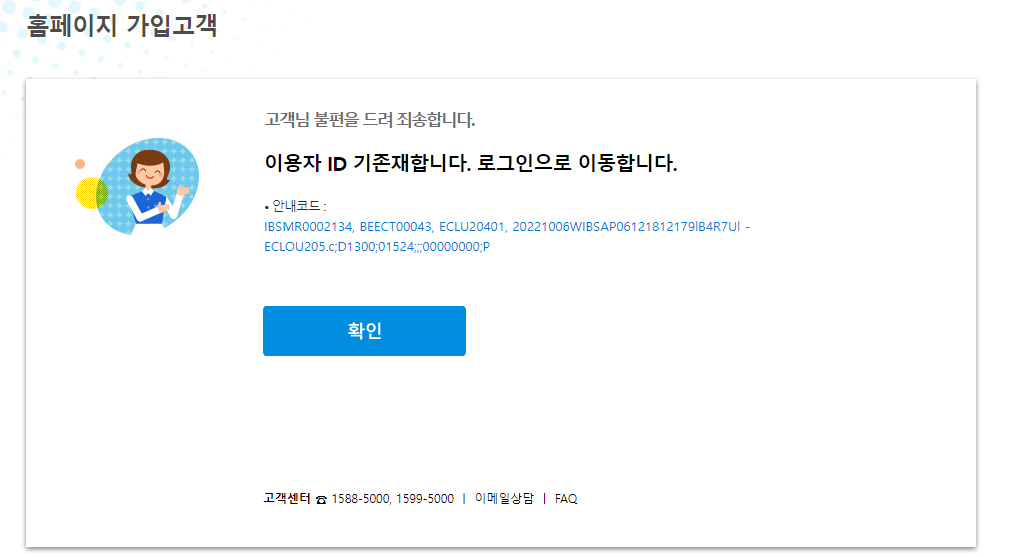 홈페이지 가입고객
고객님 불편을 드려 죄송합니다.
이용자 ID 기존재합니다. 로그인으로 이동합니다.
• 안내코드 :
IBSMR0002134, BEECT00043, ECLU20401, 20221006WIBSAP06121812179lB4R7Ul -
ECLOU205.c;D1300;01524;;;00000000;P
확인
고객센터 ☎ 1588-5000, 1599-5000 | 이메일상담 | FAQ